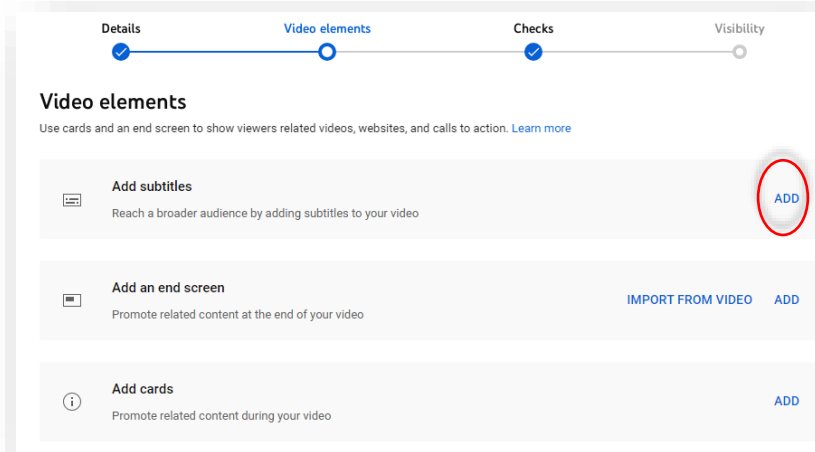 Details Video elements Checks Visibility
Video elements
Use cards and an end screen to show viewers related videos, websites, and calls to action. Learn more
Add subtitles
Reach a broader audience by adding subtitles to your video
ADD
Add an end screen
Promote related content at the end of your video
IMPORT FROM VIDEO ADD
Add cards
Promote related content during your video
ADD